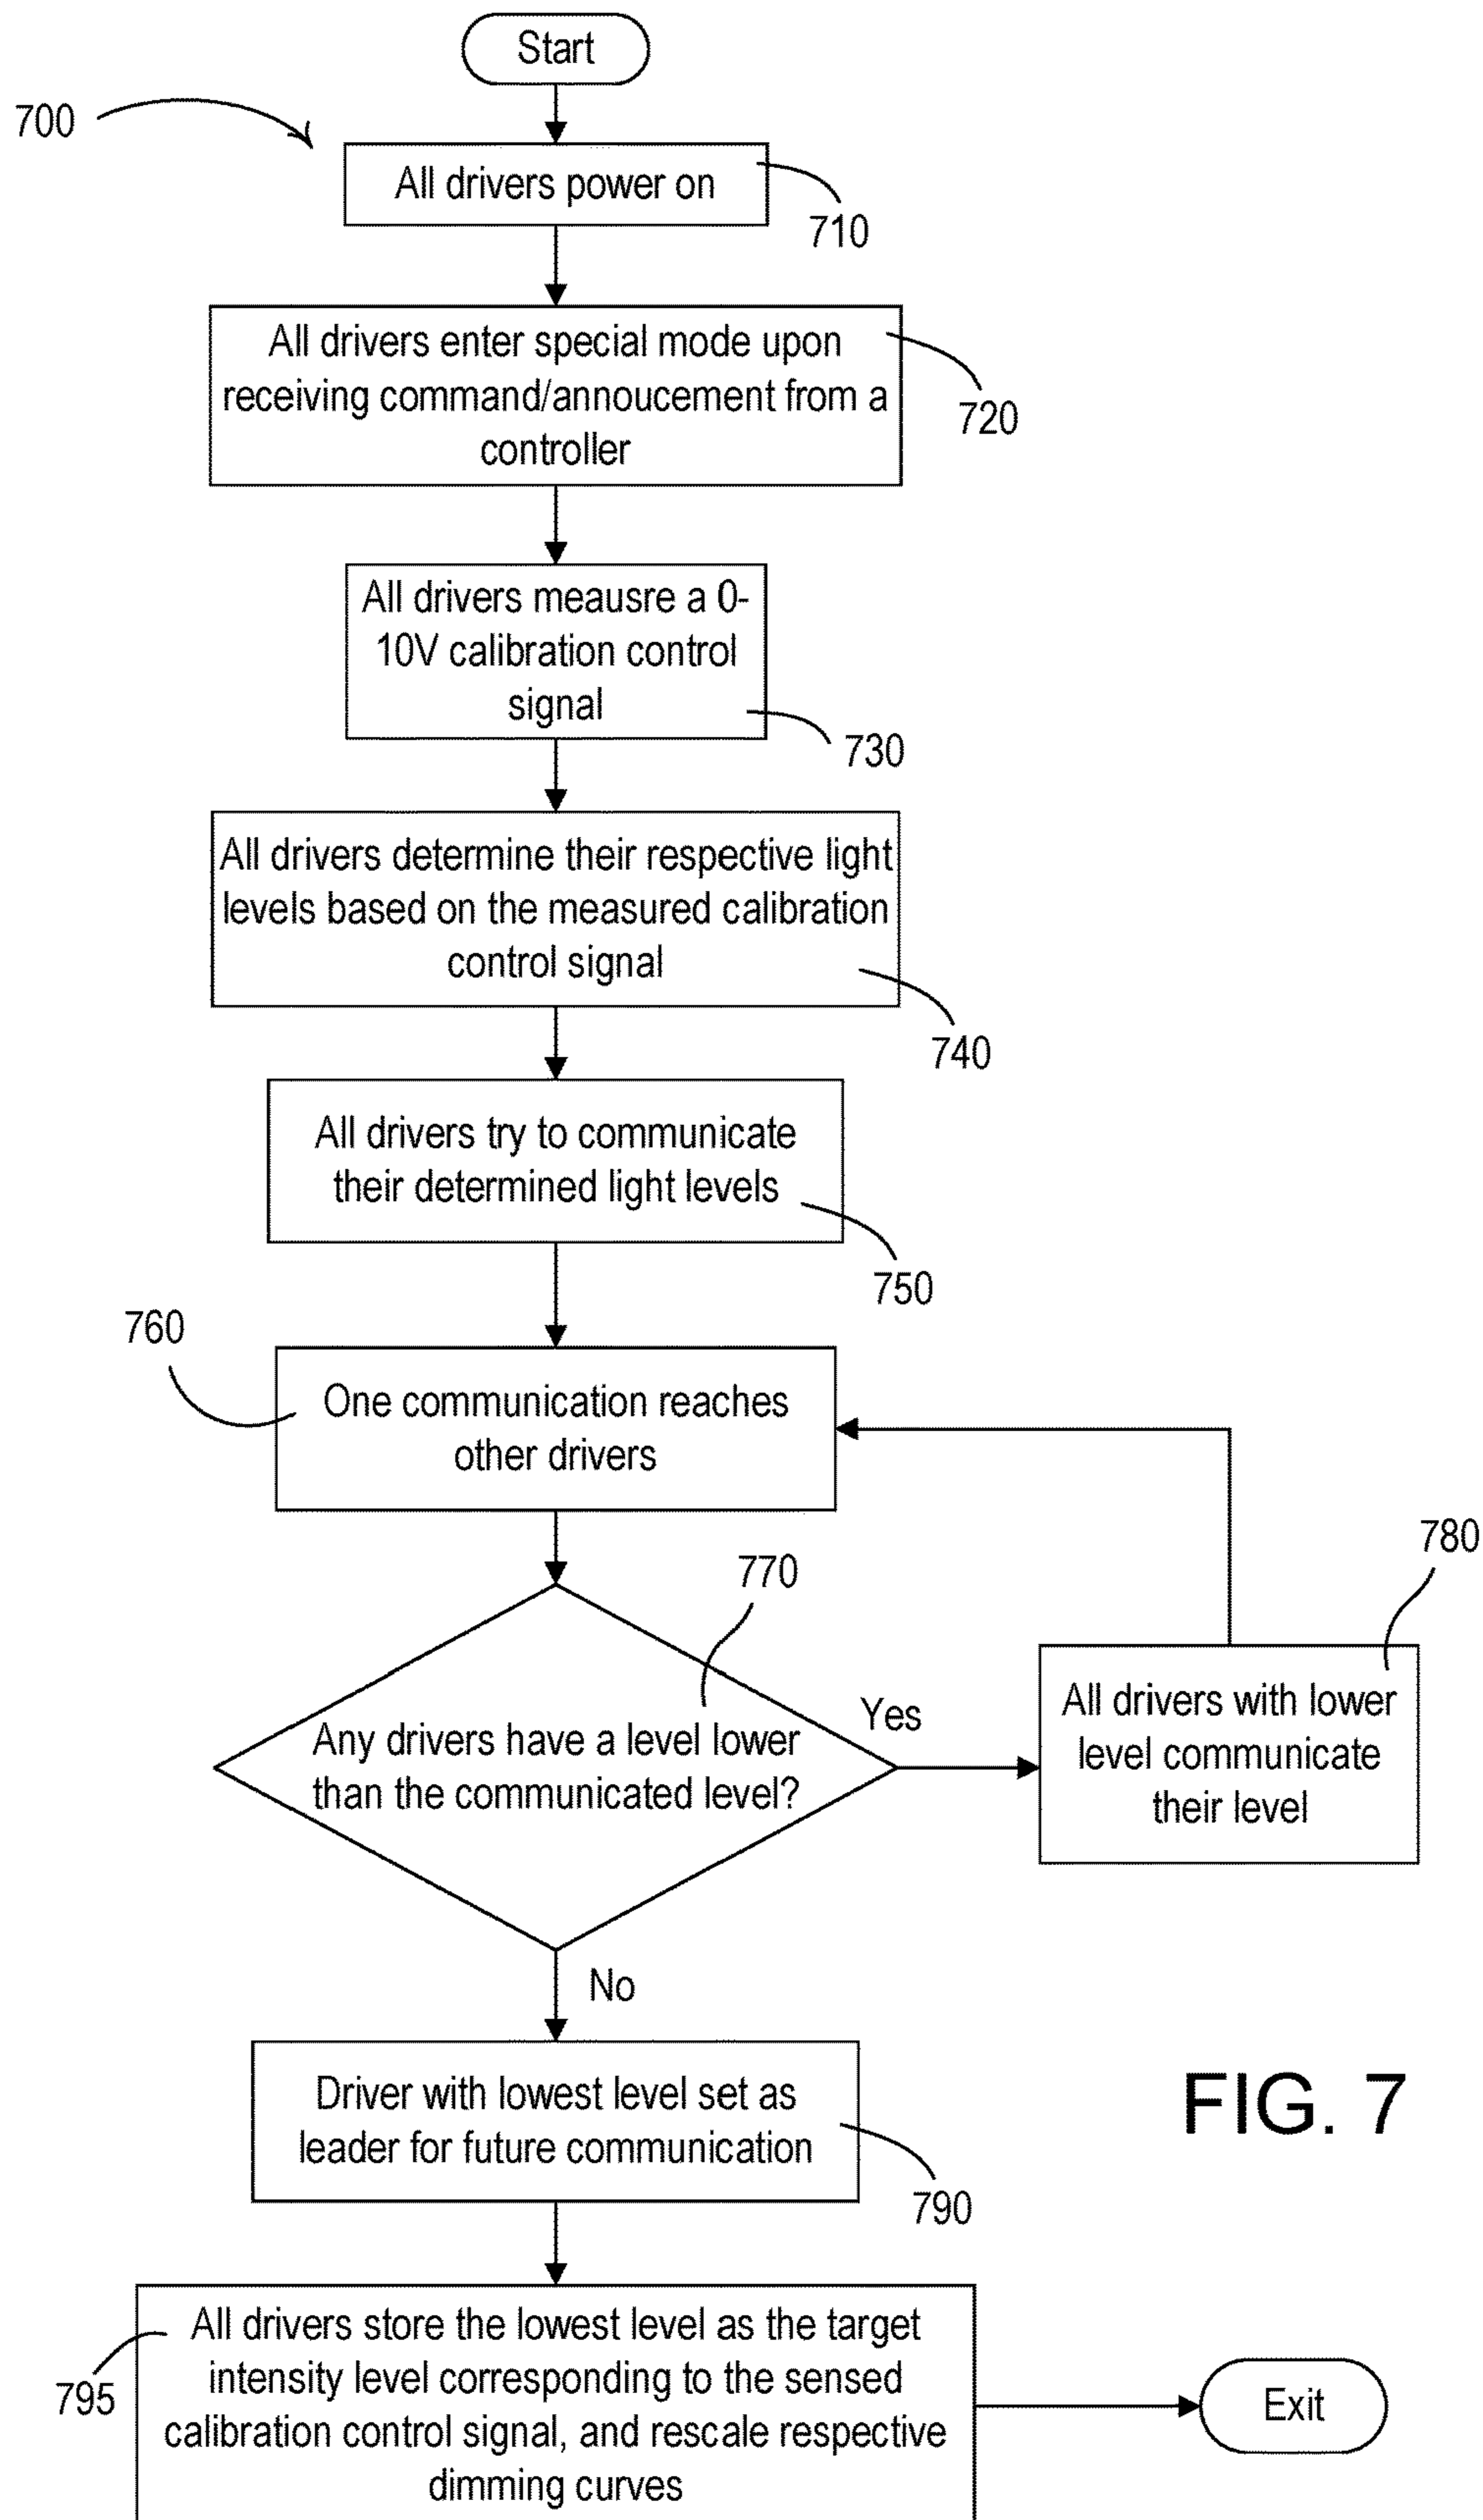 Start
700
All drivers power on
710
All drivers enter special mode upon
receiving command/annoucement from a
controller
720
All drivers meausre a 0-
10V calibration control
signal
730
All drivers determine their respective light
levels based on the measured calibration
control signal
740
All drivers try to communicate
their determined light levels
750
760
One communication reaches
other drivers
770
780
Any drivers have a level lower
than the communicated level?
Yes
All drivers with lower
level communicate
their level
No
Driver with lowest level set as
leader for future communication
790
FIG. 7
All drivers store the lowest level as the target
intensity level corresponding to the sensed
calibration control signal, and rescale respective
dimming curves
795
Exit